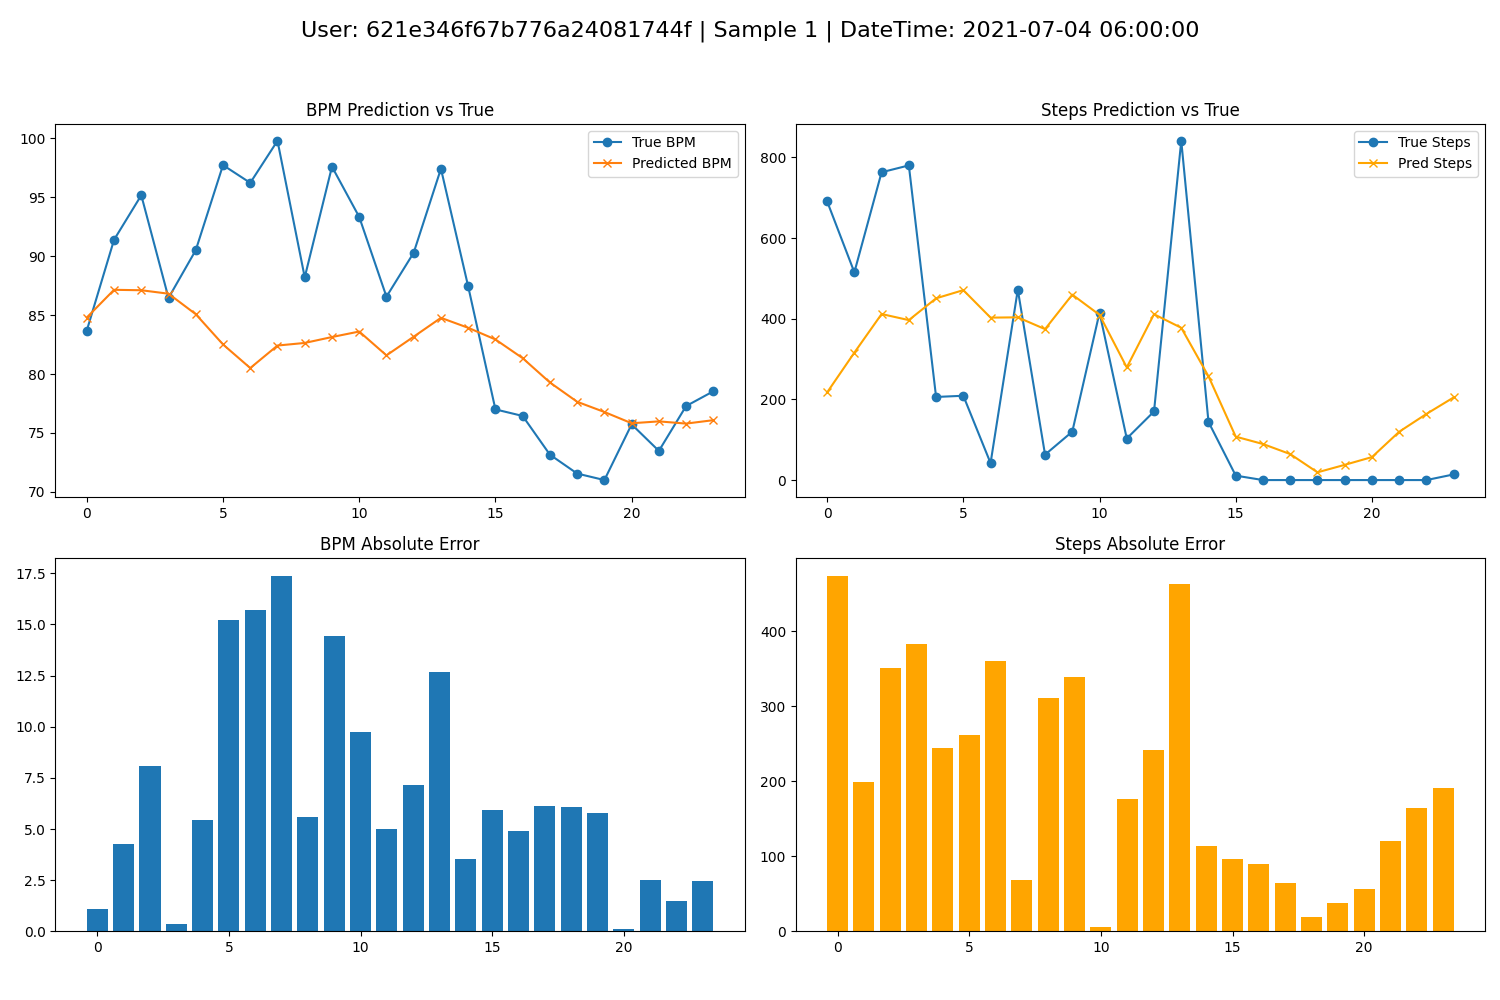 User: 621e346f67b776a24081744f | Sample 1 | DateTime: 2021-07-04 06:00:00
BPM Prediction vs True
True BPM
Predicted BPM
100
95
90
85
80
75
70
0 5 10 15 20
Steps Prediction vs True
True Steps
Pred Steps
800
600
400
200
0
0 5 10 15 20
BPM Absolute Error
17.5
15.0
12.5
10.0
7.5
5.0
2.5
0.0
0 5 10 15 20
Steps Absolute Error
400
300
200
100
0
0 5 10 15 20